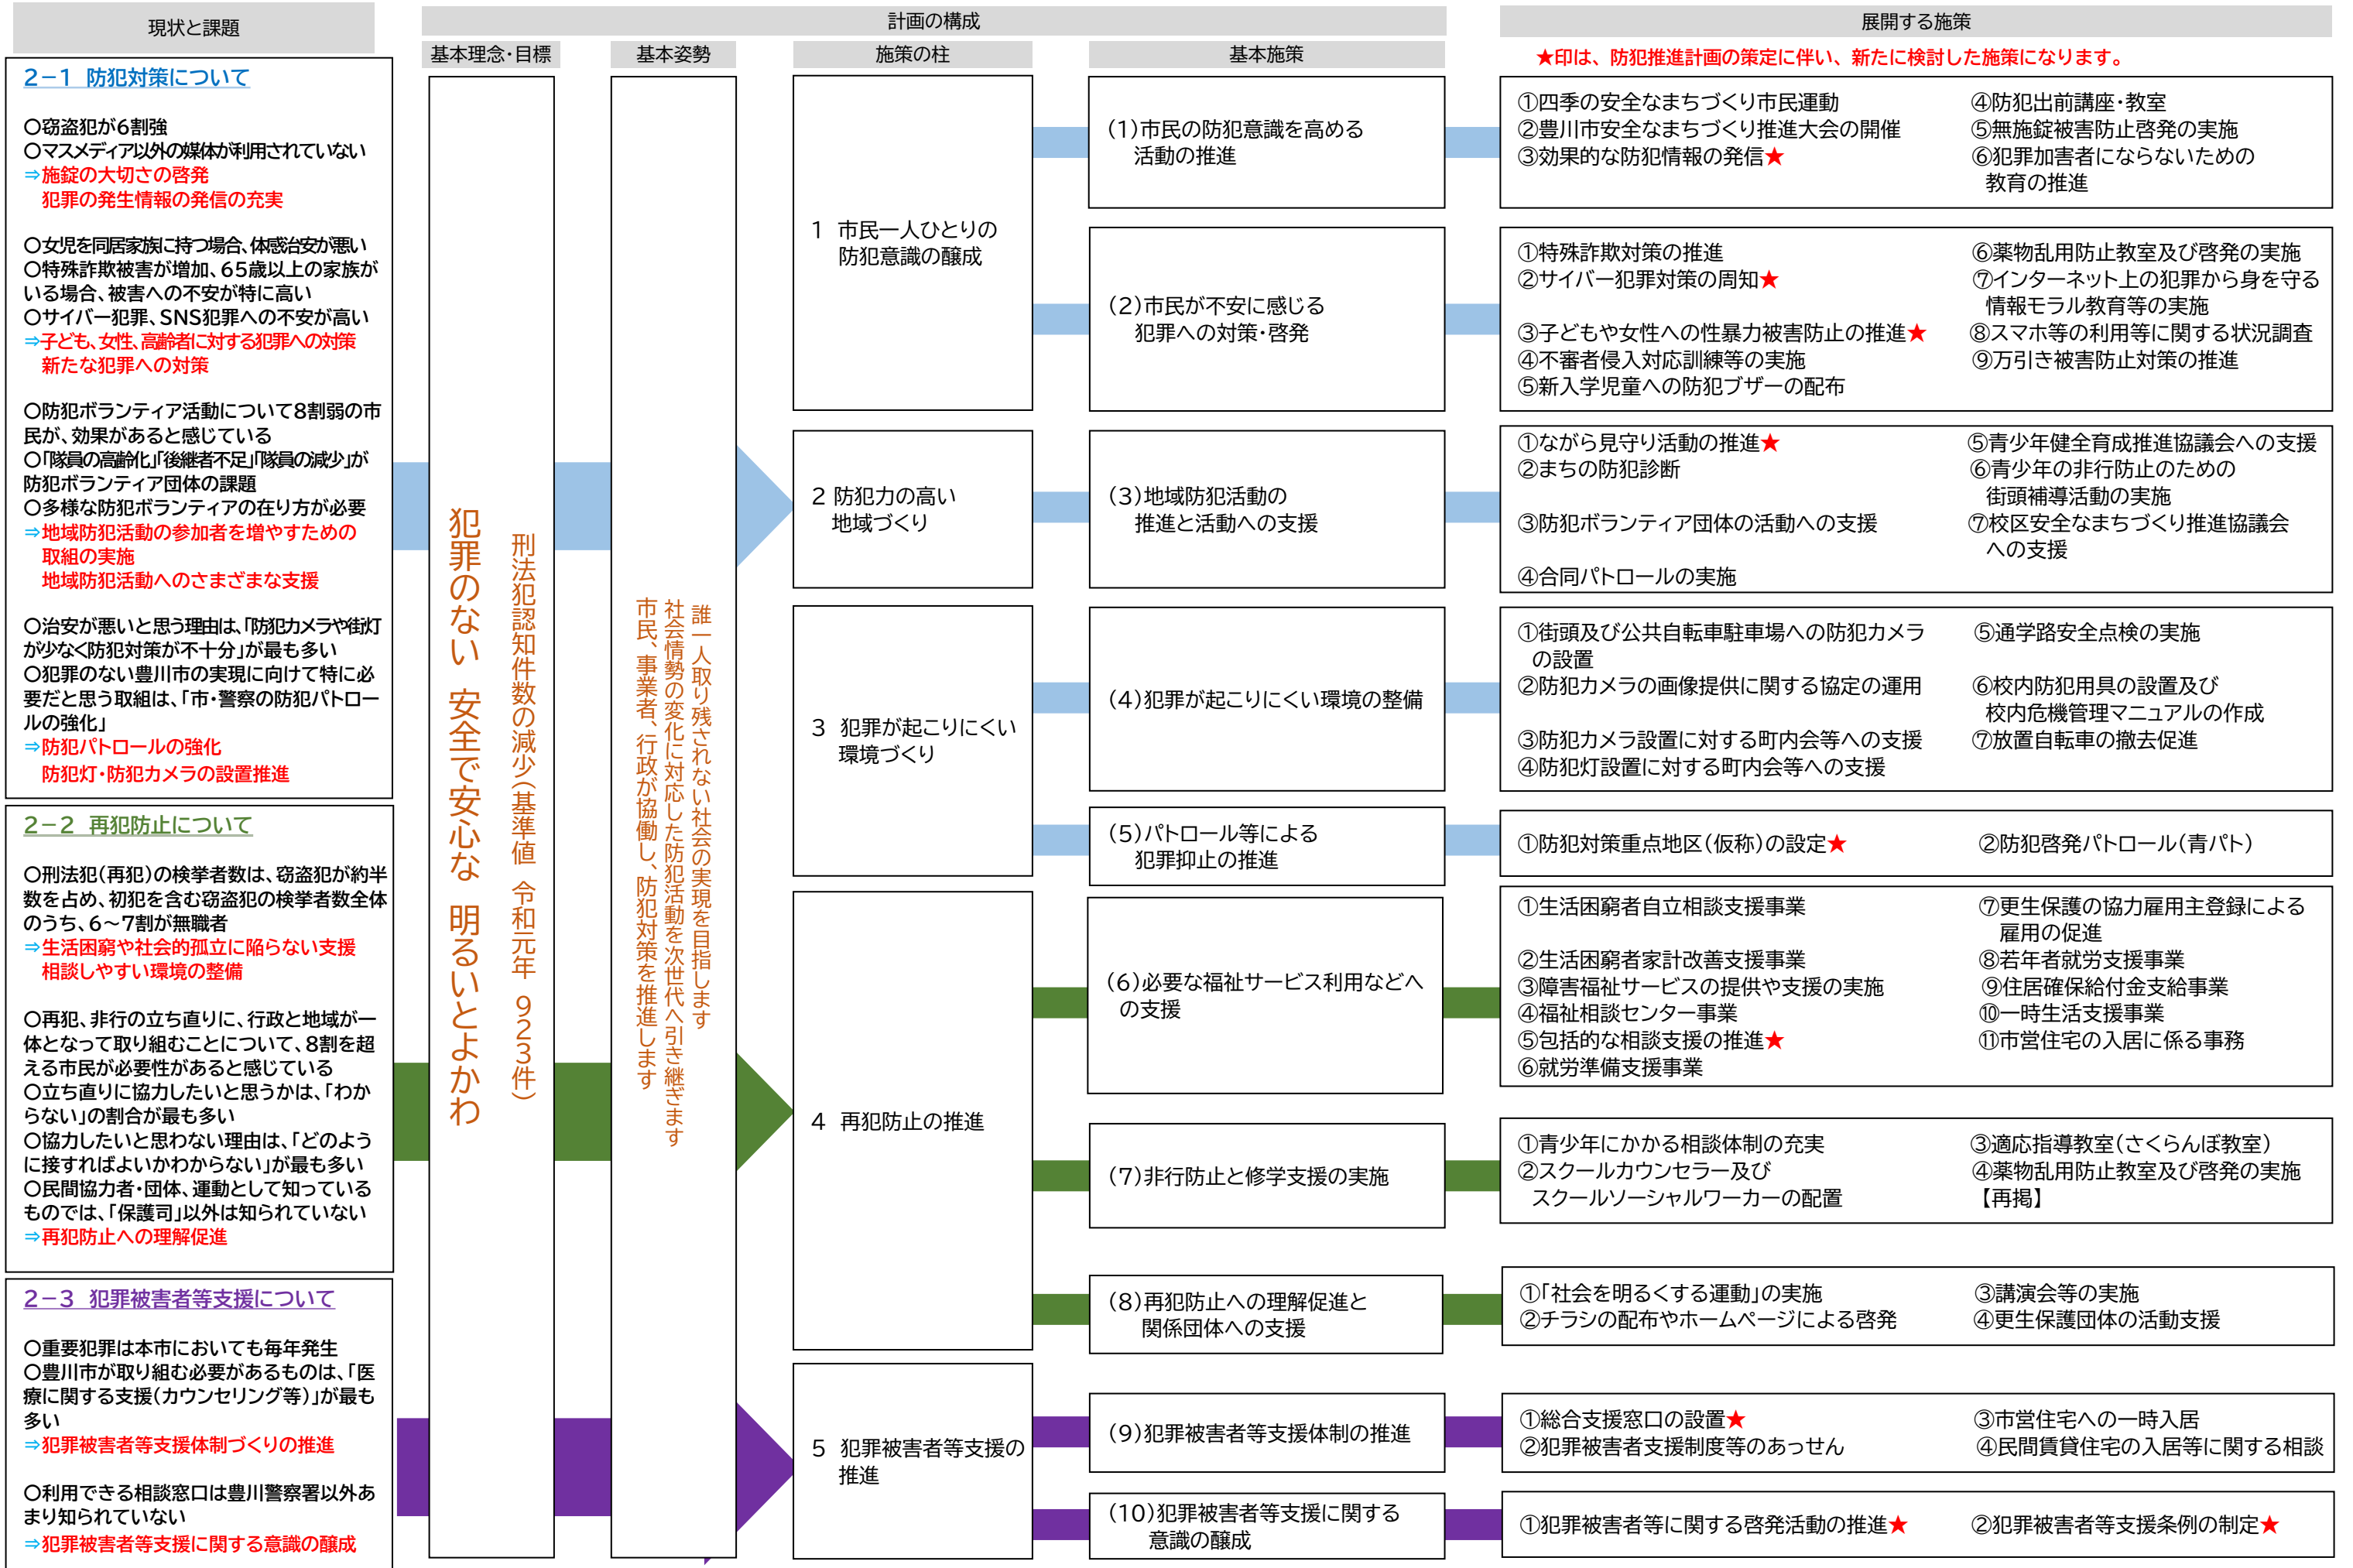 現状と課題
計画の構成
展開する施策
基本理念・目標
基本姿勢
施策の柱
基本施策
★印は、防犯推進計画の策定に伴い、新たに検討した施策になります。
2－1 防犯対策について
〇窃盗犯が6割強
〇マスメディア以外の媒体が利用されていない
⇒施錠の大切さの啓発
犯罪の発生情報の発信の充実
〇女児を同居家族に持つ場合、体感治安が悪い
〇特殊詐欺被害が増加、65歳以上の家族が
いる場合、被害への不安が特に高い
〇サイバー犯罪、SNS犯罪への不安が高い
⇒子ども、女性、高齢者に対する犯罪への対策
新たな犯罪への対策
〇防犯ボランティア活動について8割弱の市
民が、効果があると感じている
〇「隊員の高齢化」「後継者不足」「隊員の減少」が
防犯ボランティア団体の課題
〇多様な防犯ボランティアの在り方が必要
⇒地域防犯活動の参加者を増やすための
取組の実施
地域防犯活動へのさまざまな支援
〇治安が悪いと思う理由は、「防犯カメラや街灯
が少なく防犯対策が不十分」が最も多い
〇犯罪のない豊川市の実現に向けて特に必
要だと思う取組は、「市・警察の防犯パトロー
ルの強化」
⇒防犯パトロールの強化
防犯灯・防犯カメラの設置推進
2－2 再犯防止について
〇刑法犯（再犯）の検挙者数は、窃盗犯が約半
数を占め、初犯を含む窃盗犯の検挙者数全体
のうち、6～7割が無職者
⇒生活困窮や社会的孤立に陥らない支援
相談しやすい環境の整備
〇再犯、非行の立ち直りに、行政と地域が一
体となって取り組むことについて、8割を超
える市民が必要性があると感じている
〇立ち直りに協力したいと思うかは、「わか
らない」の割合が最も多い
〇協力したいと思わない理由は、「どのよう
に接すればよいかわからない」が最も多い
〇民間協力者・団体、運動として知っている
ものでは、「保護司」以外は知られていない
⇒再犯防止への理解促進
2－3 犯罪被害者等支援について
〇重要犯罪は本市においても毎年発生
〇豊川市が取り組む必要があるものは、「医
療に関する支援（カウンセリング等）」が最も
多い
⇒犯罪被害者等支援体制づくりの推進
〇利用できる相談窓口は豊川警察署以外あ
まり知られていない
⇒犯罪被害者等支援に関する意識の醸成
犯罪のない 安全で安心な 明るいとよかわ
刑法犯認知件数の減少（基準値 令和元年 923件）
誰一人取り残されない社会の実現を目指します
社会情勢の変化に対応した防犯活動を次世代へ引き継ぎます
市民、事業者、行政が協働し、防犯対策を推進します
1 市民一人ひとりの
防犯意識の醸成
2 防犯力の高い
地域づくり
3 犯罪が起こりにくい
環境づくり
4 再犯防止の推進
5 犯罪被害者等支援の
推進
（1）市民の防犯意識を高める
活動の推進
（2）市民が不安に感じる
犯罪への対策・啓発
（3）地域防犯活動の
推進と活動への支援
（4）犯罪が起こりにくい環境の整備
（5）パトロール等による
犯罪抑止の推進
（6）必要な福祉サービス利用などへ
の支援
（7）非行防止と修学支援の実施
（8）再犯防止への理解促進と
関係団体への支援
（9）犯罪被害者等支援体制の推進
（10）犯罪被害者等支援に関する
意識の醸成
①四季の安全なまちづくり市民運動
②豊川市安全なまちづくり推進大会の開催
③効果的な防犯情報の発信★
④防犯出前講座・教室
⑤無施錠被害防止啓発の実施
⑥犯罪加害者にならないための
教育の推進
①特殊詐欺対策の推進
②サイバー犯罪対策の周知★
③子どもや女性への性暴力被害防止の推進★
④不審者侵入対応訓練等の実施
⑤新入学児童への防犯ブザーの配布
⑥薬物乱用防止教室及び啓発の実施
⑦インターネット上の犯罪から身を守る
情報モラル教育等の実施
⑧スマホ等の利用等に関する状況調査
⑨万引き被害防止対策の推進
①ながら見守り活動の推進★
②まちの防犯診断
③防犯ボランティア団体の活動への支援
④合同パトロールの実施
⑤青少年健全育成推進協議会への支援
⑥青少年の非行防止のための
街頭補導活動の実施
⑦校区安全なまちづくり推進協議会
への支援
①街頭及び公共自転車駐車場への防犯カメラ
の設置
②防犯カメラの画像提供に関する協定の運用
③防犯カメラ設置に対する町内会等への支援
④防犯灯設置に対する町内会等への支援
⑤通学路安全点検の実施
⑥校内防犯用具の設置及び
校内危機管理マニュアルの作成
⑦放置自転車の撤去促進
①防犯対策重点地区（仮称）の設定★
②防犯啓発パトロール（青パト）
①生活困窮者自立相談支援事業
②生活困窮者家計改善支援事業
③障害福祉サービスの提供や支援の実施
④福祉相談センター事業
⑤包括的な相談支援の推進★
⑥就労準備支援事業
⑦更生保護の協力雇用主登録による
雇用の促進
⑧若年者就労支援事業
⑨住居確保給付金支給事業
⑩一時生活支援事業
⑪市営住宅の入居に係る事務
①青少年にかかる相談体制の充実
②スクールカウンセラー及び
スクールソーシャルワーカーの配置
③適応指導教室（さくらんぼ教室）
④薬物乱用防止教室及び啓発の実施
【再掲】
①「社会を明るくする運動」の実施
②チラシの配布やホームページによる啓発
③講演会等の実施
④更生保護団体の活動支援
①総合支援窓口の設置★
②犯罪被害者支援制度等のあっせん
③市営住宅への一時入居
④民間賃貸住宅の入居等に関する相談
①犯罪被害者等に関する啓発活動の推進★
②犯罪被害者等支援条例の制定★